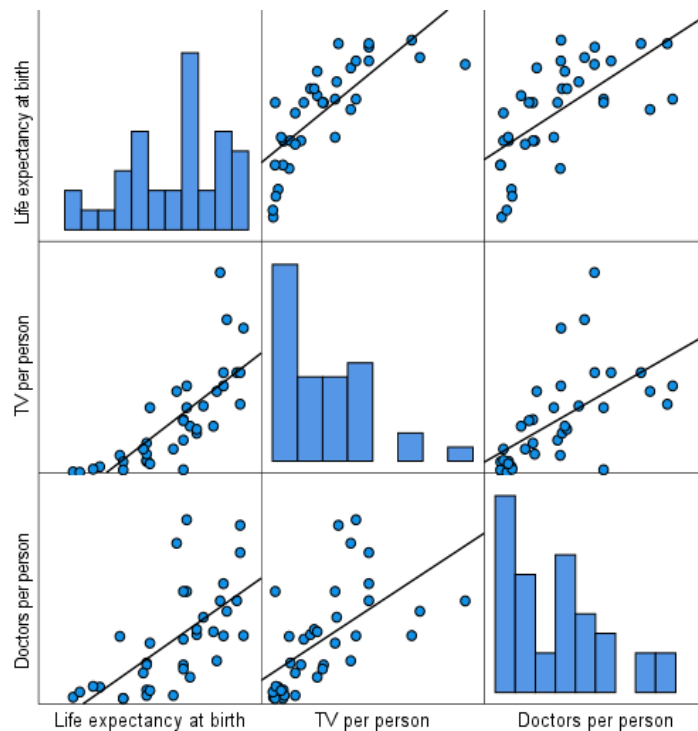 Life expectancy at birth
TV per person
Doctors per person
Life expectancy at birth
TV per person
Doctors per person